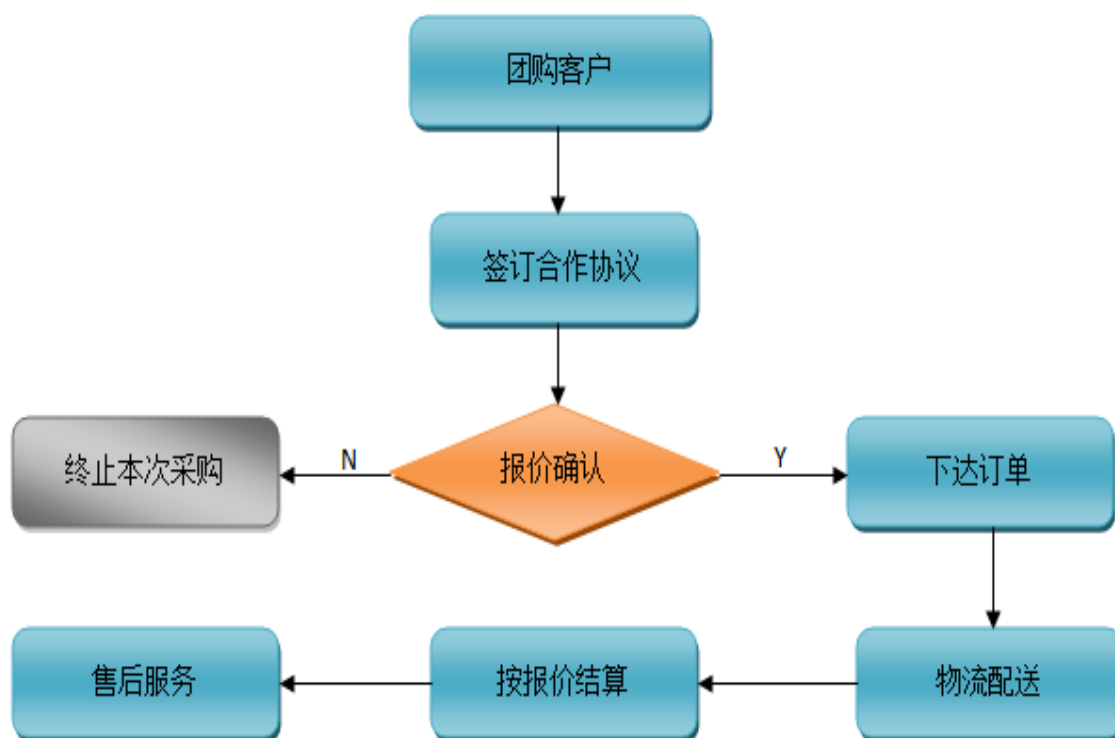 团购客户
签订合作协议
终止本次采购
N
报价确认
Y
下达订单
售后服务
按报价结算
物流配送